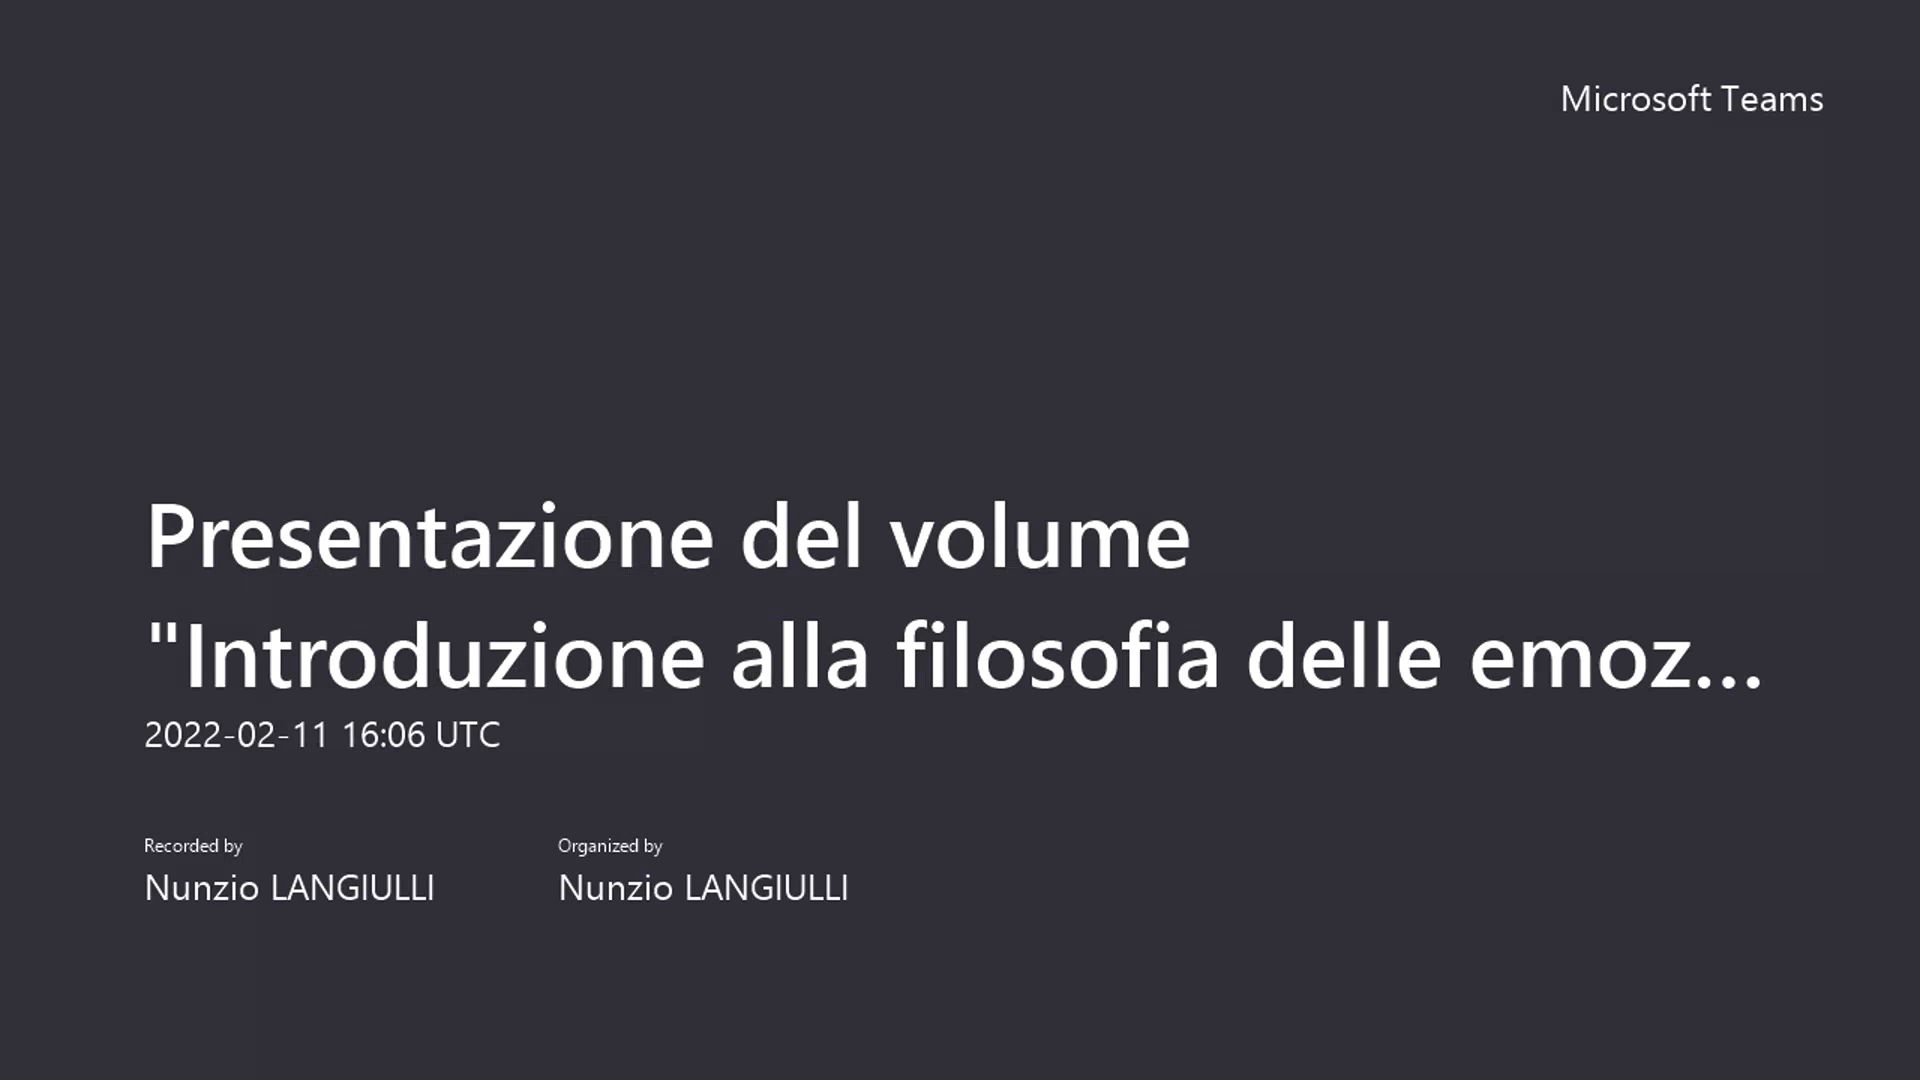 Microsoft Teams
Presentazione del volume
"Introduzione alla filosofia delle emoz...
2022-02-11 16:06 UTC
Recorded by
Organized by
Nunzio LANGIULLI
Nunzio LANGIULLI